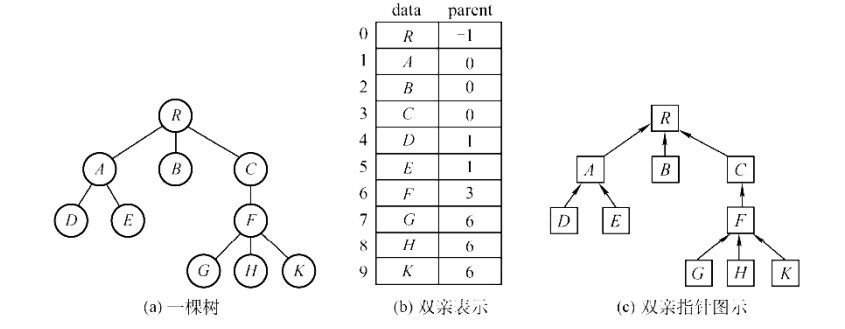 data parent
0 R -1
1 A 0
2 B 0
3 C 0
4 D 1
5 E 1
6 F 3
7 G 6
8 H 6
9 K 6
R
A B C
D E F
G H K
R
A B C
D E F
G H K
(a) 一棵树
(b) 双亲表示
(c) 双亲指针图示